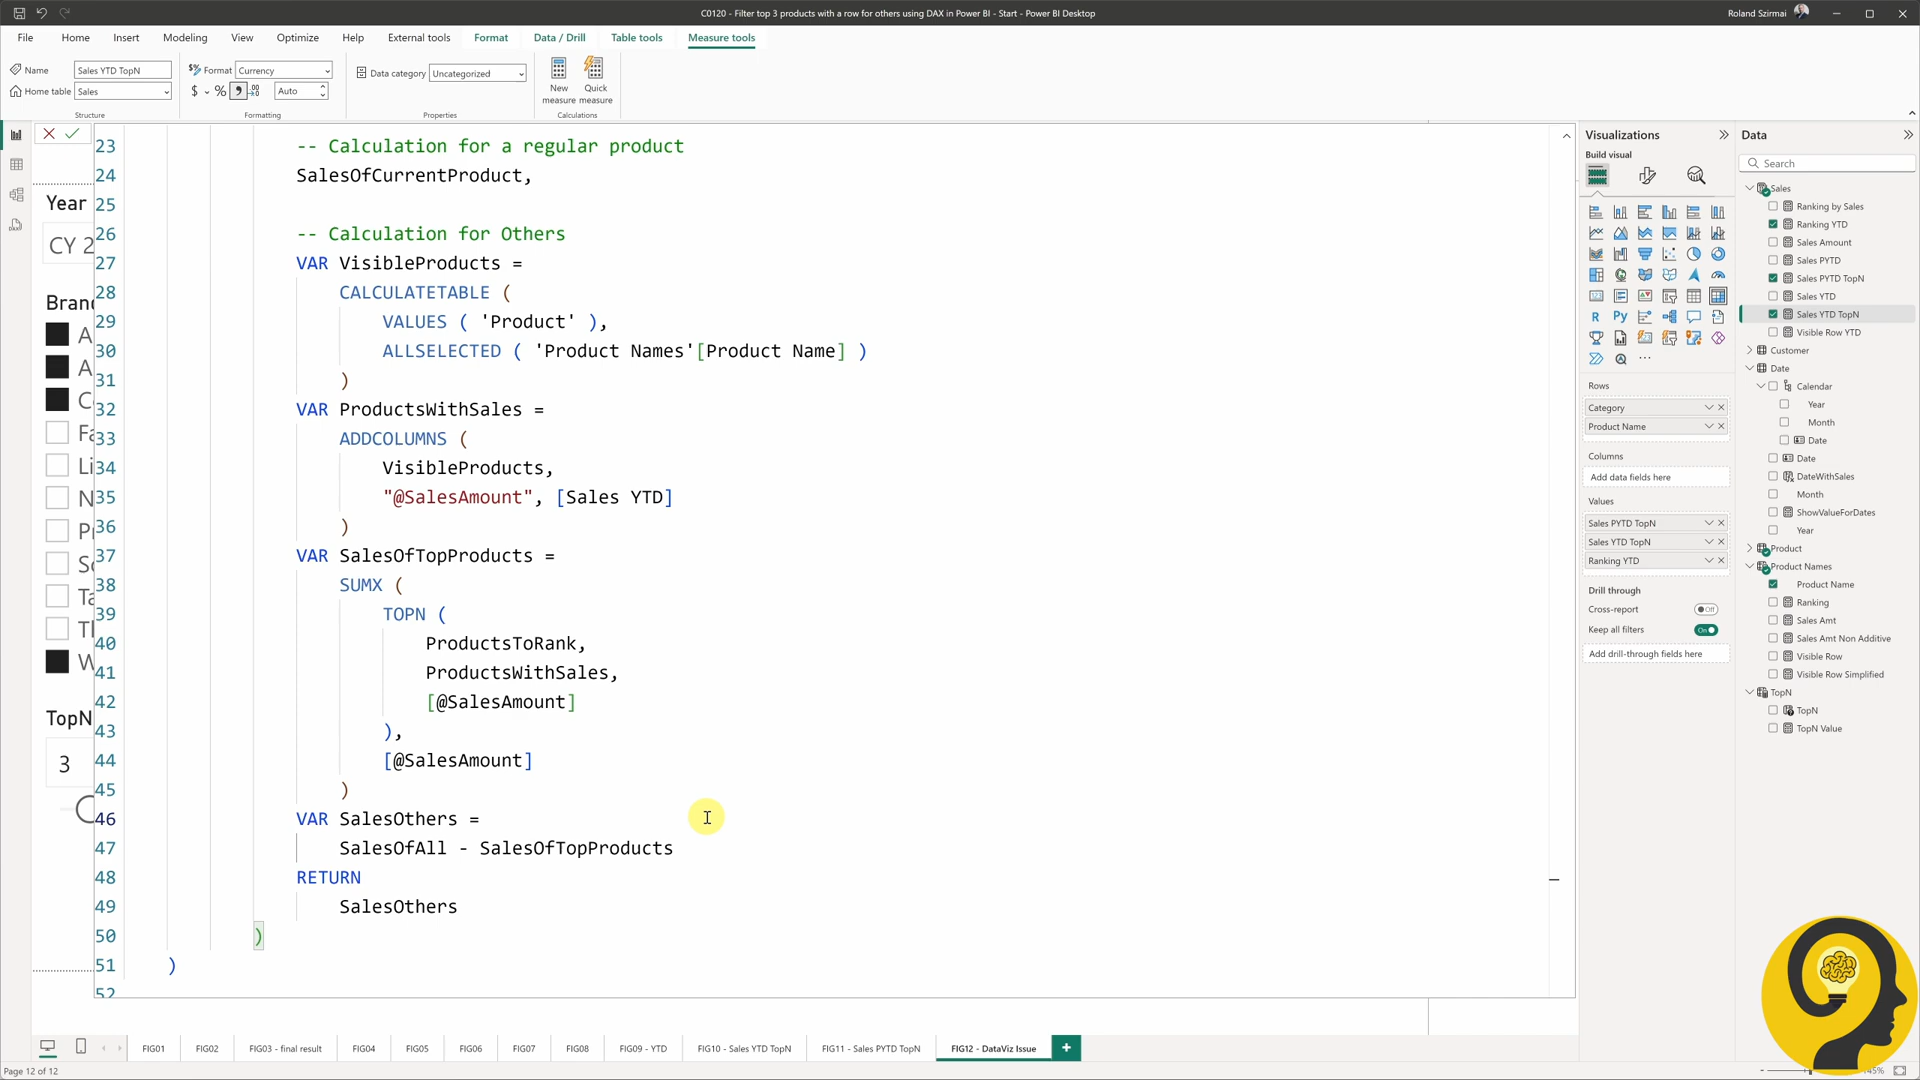 C0120 - Filter top 3 products with a row for others using DAX in Power BI - Start - Power BI Desktop
Roland Szirmai
File Home Insert Modeling View Optimize Help External tools Format Data / Drill Table tools Measure tools
Name Sales YTD TopN
Home table Sales
Structure
Format Currency
$ % Auto
Formatting
Data category Uncategorized
Properties
New measure
Quick measure
Calculations
Year
CY 2
Brand
A
A
C
Fa
Li
N
Pr
So
Ta
Th
W
TopN
3
23 -- Calculation for a regular product
24 SalesOfCurrentProduct,
25
26 -- Calculation for Others
27 VAR VisibleProducts =
28 CALCULATETABLE (
29 VALUES ( 'Product' ),
30 ALLSELECTED ( 'Product Names'[Product Name] )
31 )
32 VAR ProductsWithSales =
33 ADDCOLUMNS (
34 VisibleProducts,
35 "@SalesAmount", [Sales YTD]
36 )
37 VAR SalesOfTopProducts =
38 SUMX (
39 TOPN (
40 ProductsToRank,
41 ProductsWithSales,
42 [@SalesAmount]
43 ),
44 [@SalesAmount]
45 )
46 VAR SalesOthers =
47 SalesOfAll - SalesOfTopProducts
48 RETURN
49 SalesOthers
50 )
51 )
52
Visualizations
Build visual
R Py
Rows
Category
Product Name
Columns
Add data fields here
Values
Sales PYTD TopN
Sales YTD TopN
Ranking YTD
Drill through
Cross-report Off
Keep all filters On
Add drill-through fields here
Data
Search
Sales
Ranking by Sales
Ranking YTD
Sales Amount
Sales PYTD
Sales PYTD TopN
Sales YTD
Sales YTD TopN
Visible Row YTD
Customer
Date
Calendar
Year
Month
Date
Date
DateWithSales
Month
ShowValueForDates
Year
Product
Product Names
Product Name
Ranking
Sales Amt
Sales Amt Non Additive
Visible Row
Visible Row Simplified
TopN
TopN
TopN Value
FIG01 FIG02 FIG03 - final result FIG04 FIG05 FIG06 FIG07 FIG08 FIG09 - YTD FIG10 - Sales YTD TopN FIG11 - Sales PYTD TopN FIG12 - DataViz Issue
Page 12 of 12